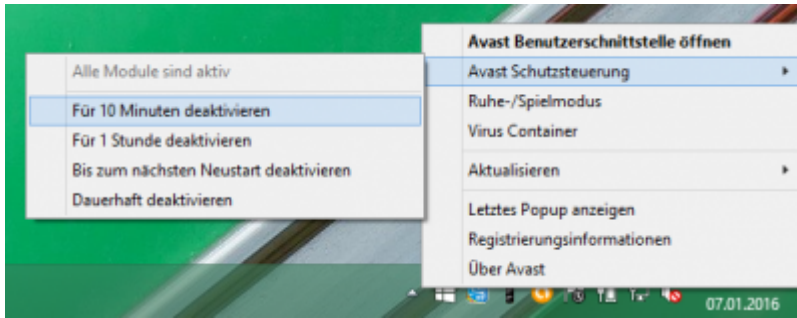 Avast Benutzerschnittstelle öffnen
Avast Schutzsteuerung
Ruhe-/Spielmodus
Virus Container
Aktualisieren
Letztes Popup anzeigen
Registrierungsinformationen
Über Avast
Alle Module sind aktiv
Für 10 Minuten deaktivieren
Für 1 Stunde deaktivieren
Bis zum nächsten Neustart deaktivieren
Dauerhaft deaktivieren
07.01.2016